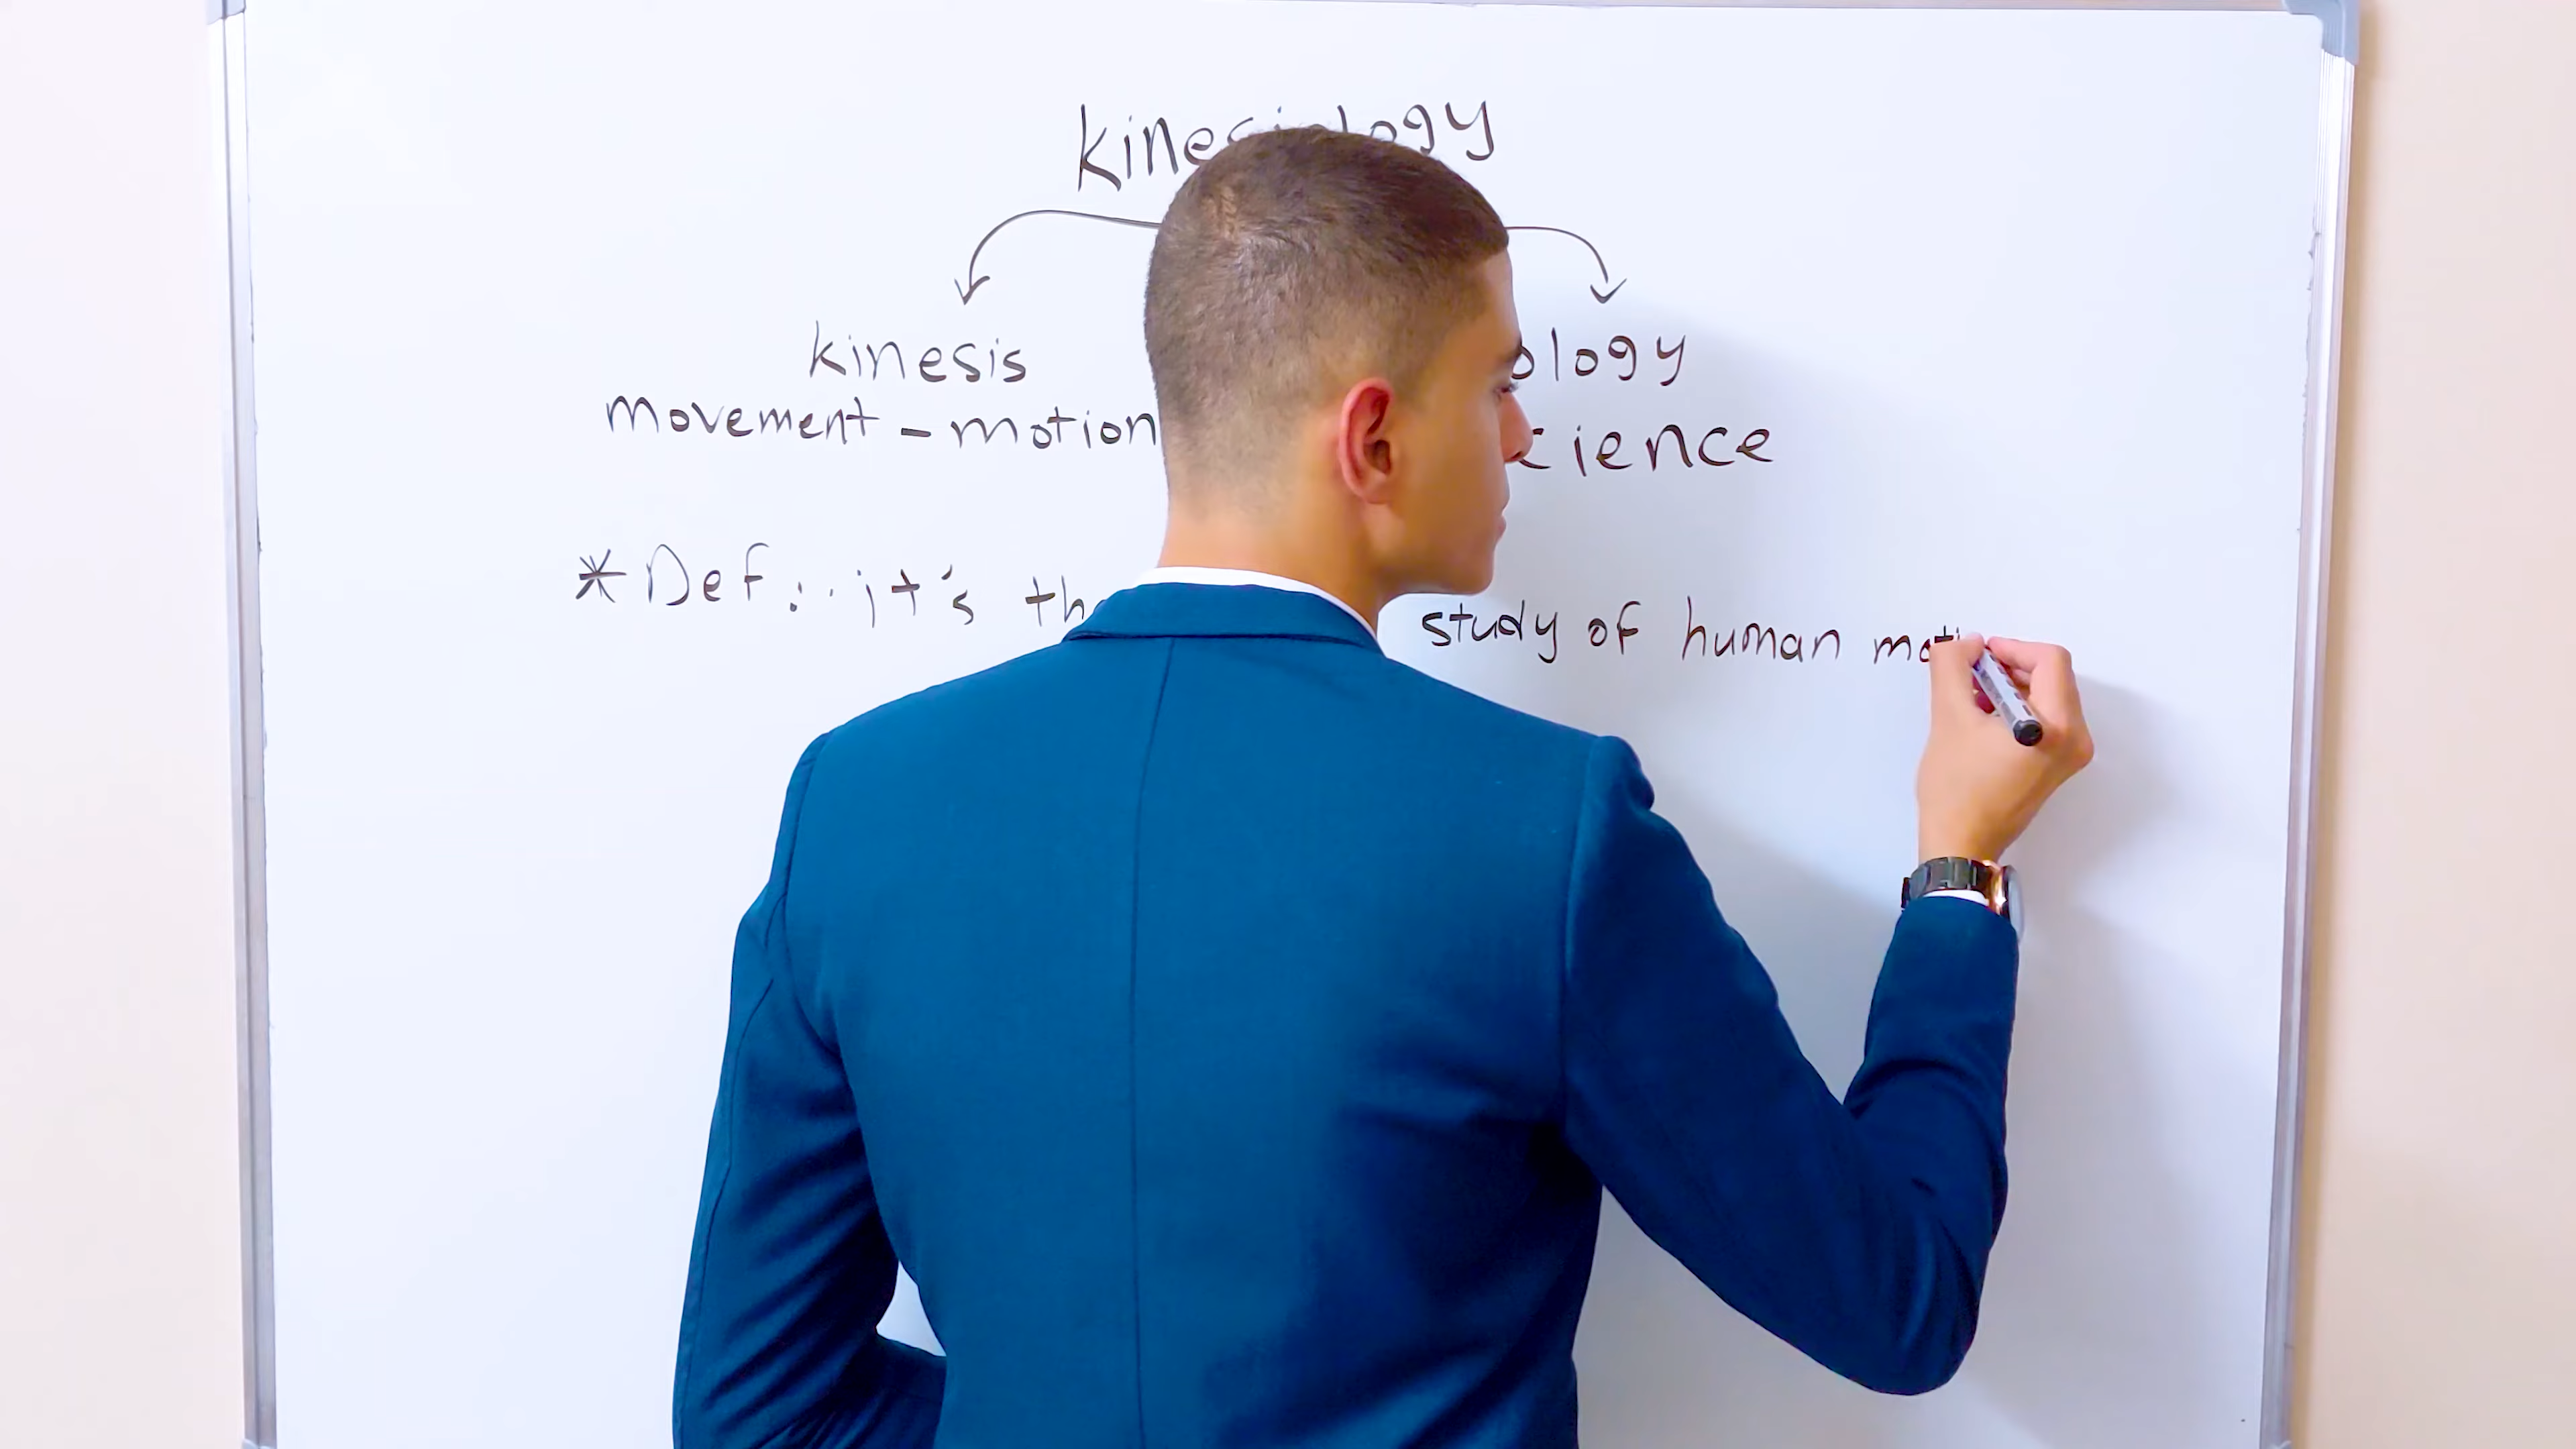 kinesiology
kinesis ology
movement - motion science
*Def: it's the study of human